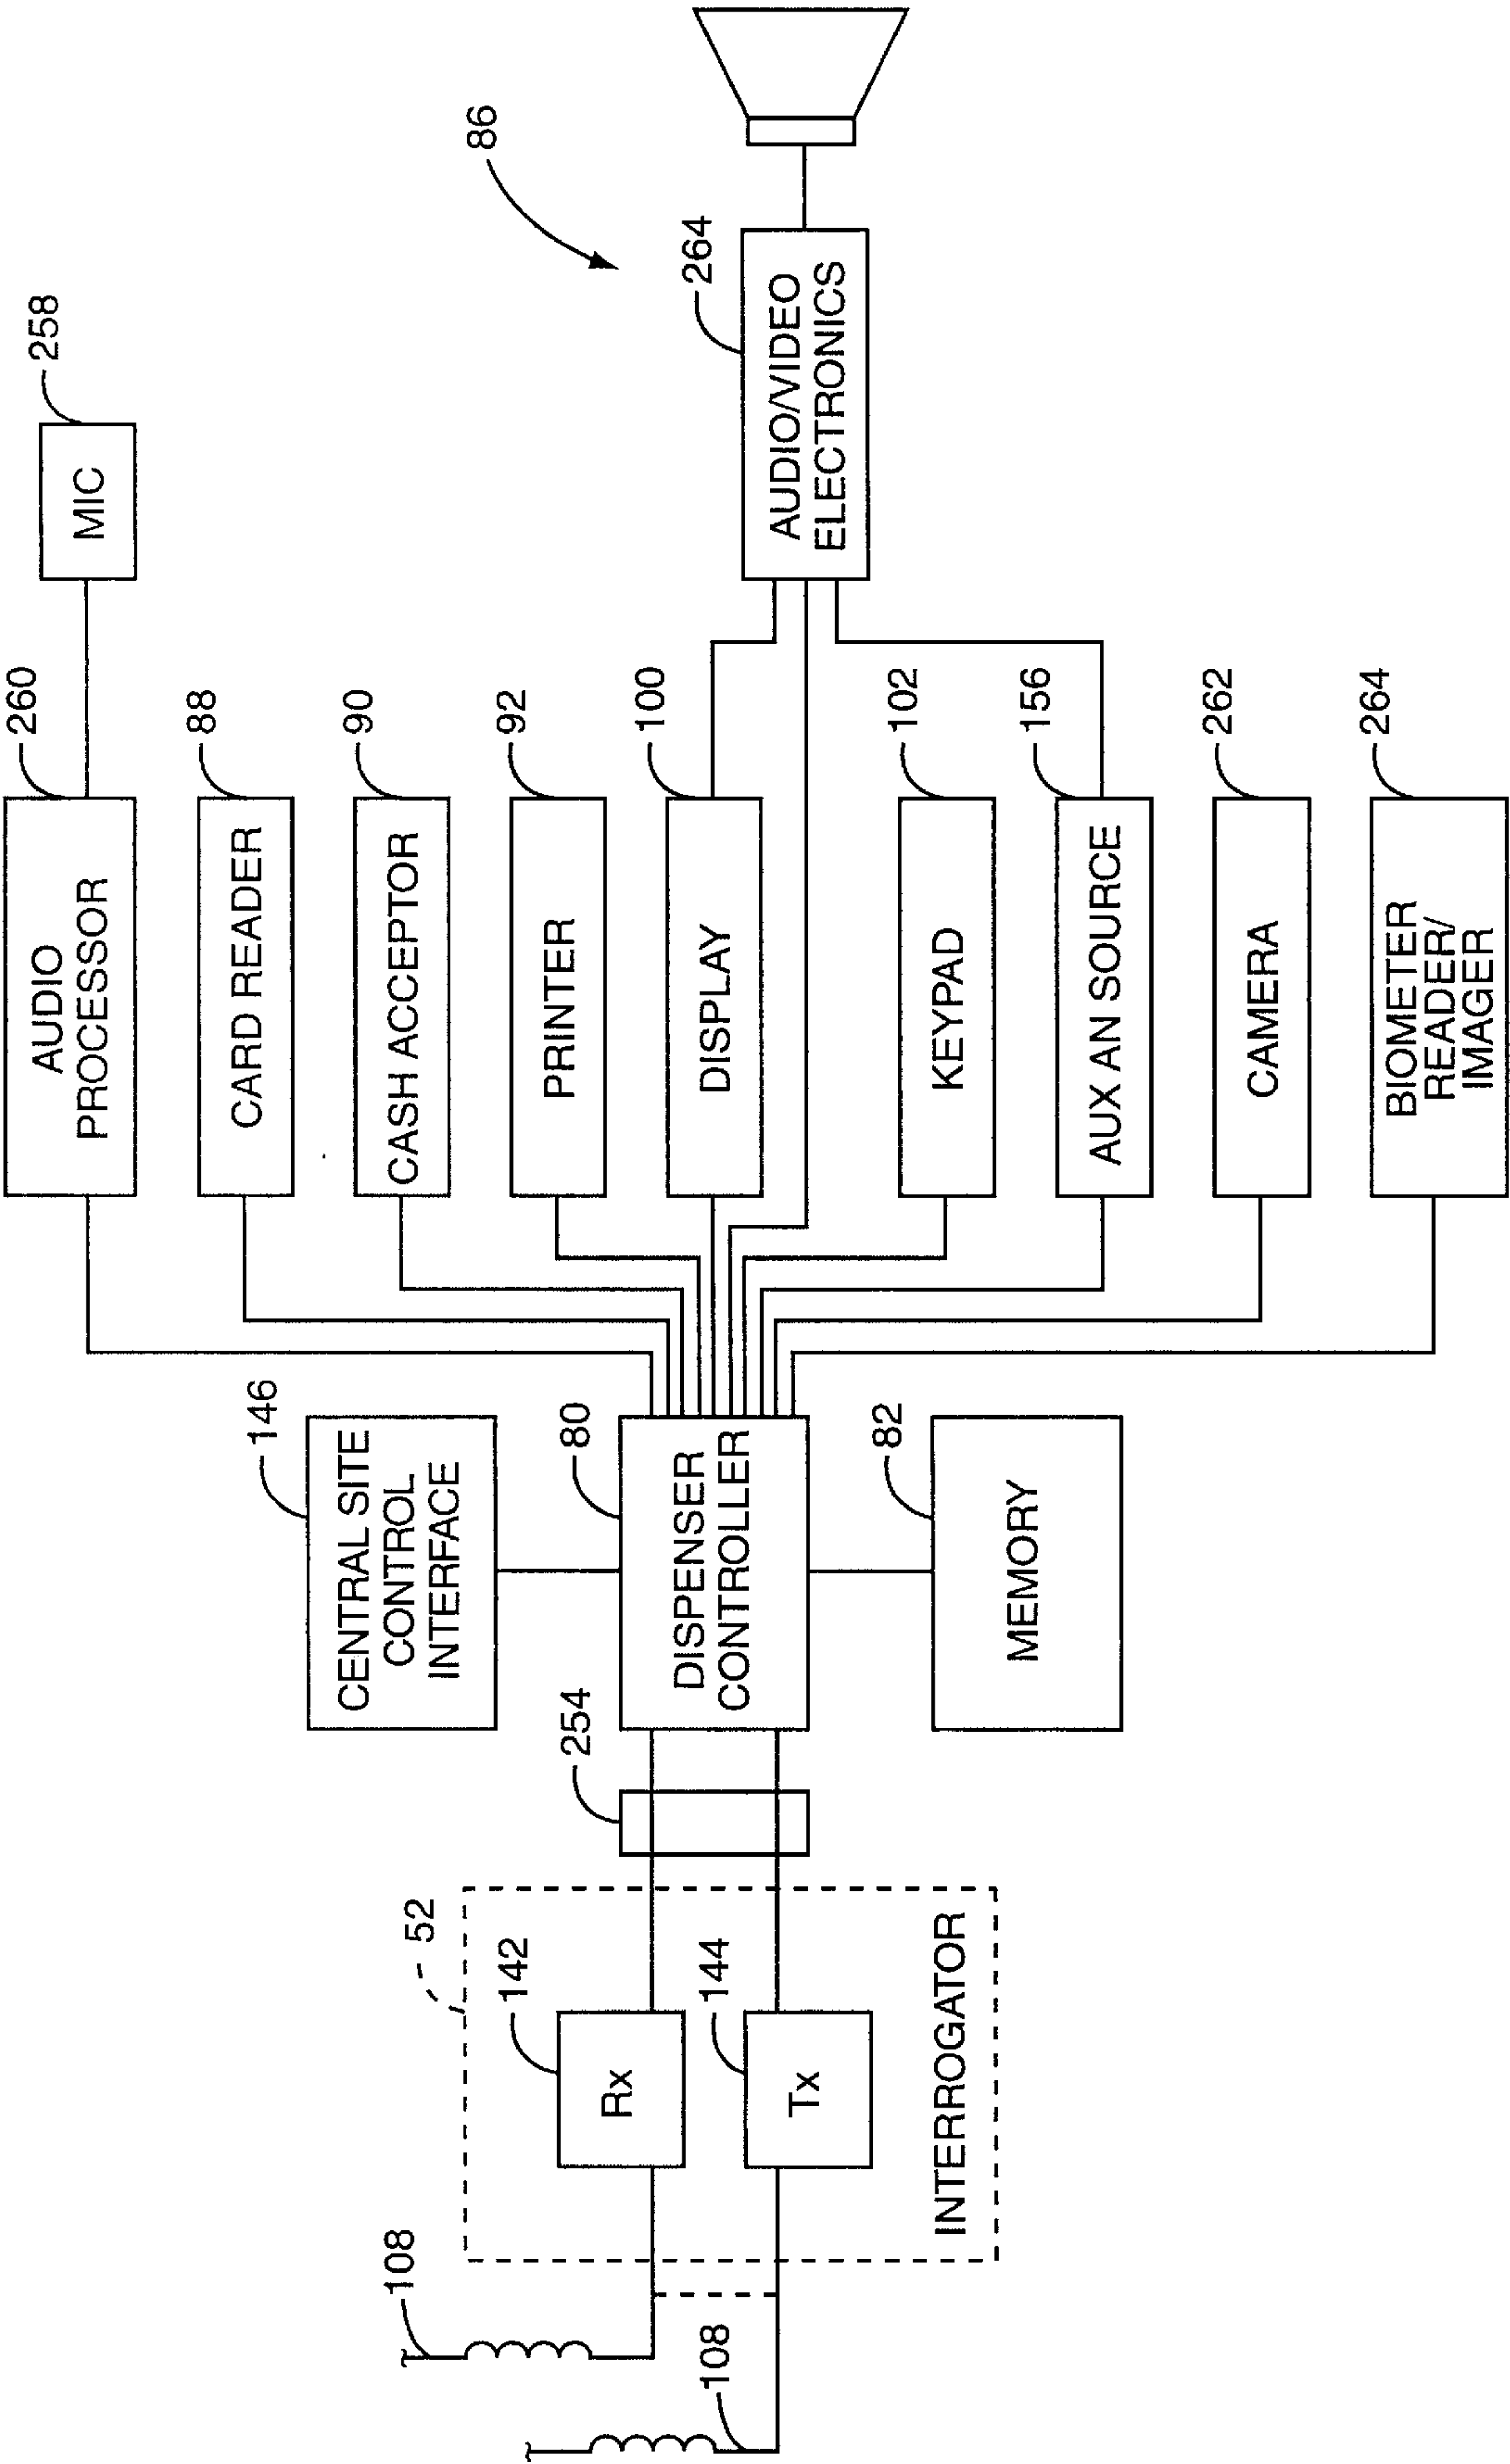 258
MIC
260
AUDIO
PROCESSOR
88
CARD READER
90
CASH ACCEPTOR
92
PRINTER
100
DISPLAY
86
264
AUDIO/VIDEO
ELECTRONICS
102
KEYPAD
156
AUX AN SOURCE
262
CAMERA
264
BIOMETER
READER/
IMAGER
146
CENTRAL SITE
CONTROL
INTERFACE
80
DISPENSER
CONTROLLER
82
MEMORY
254
52
142
Rx
144
Tx
INTERROGATOR
108
108